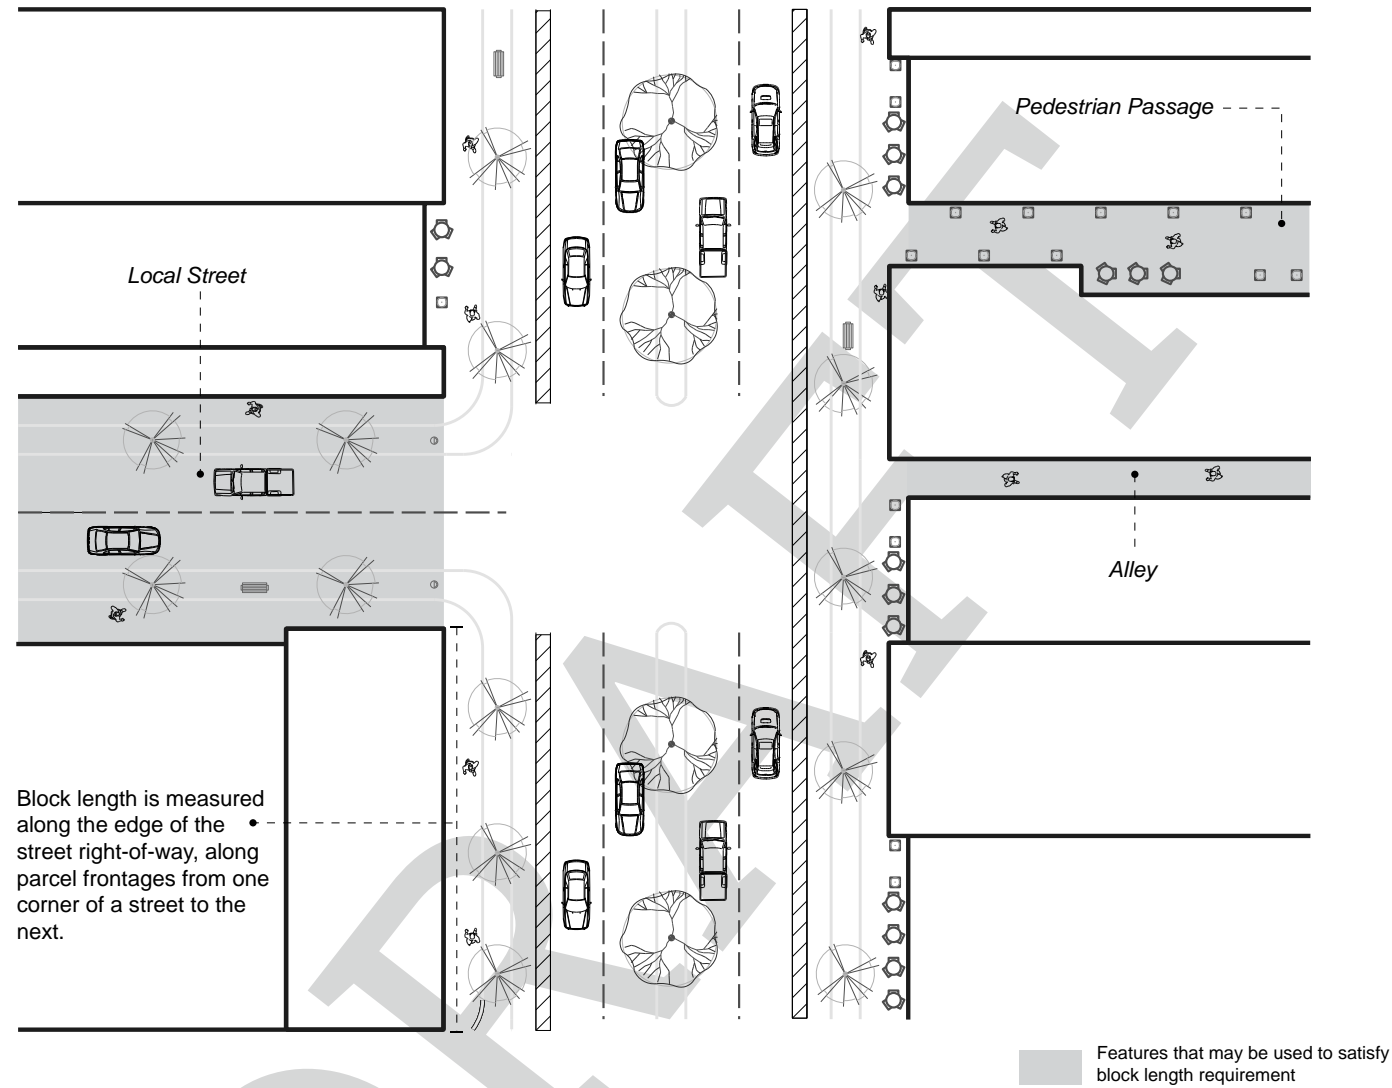 Pedestrian Passage
Local Street
Alley
Block length is measured
along the edge of the
street right-of-way, along
parcel frontages from one
corner of a street to the
next.
Features that may be used to satisfy
block length requirement
DRAFT